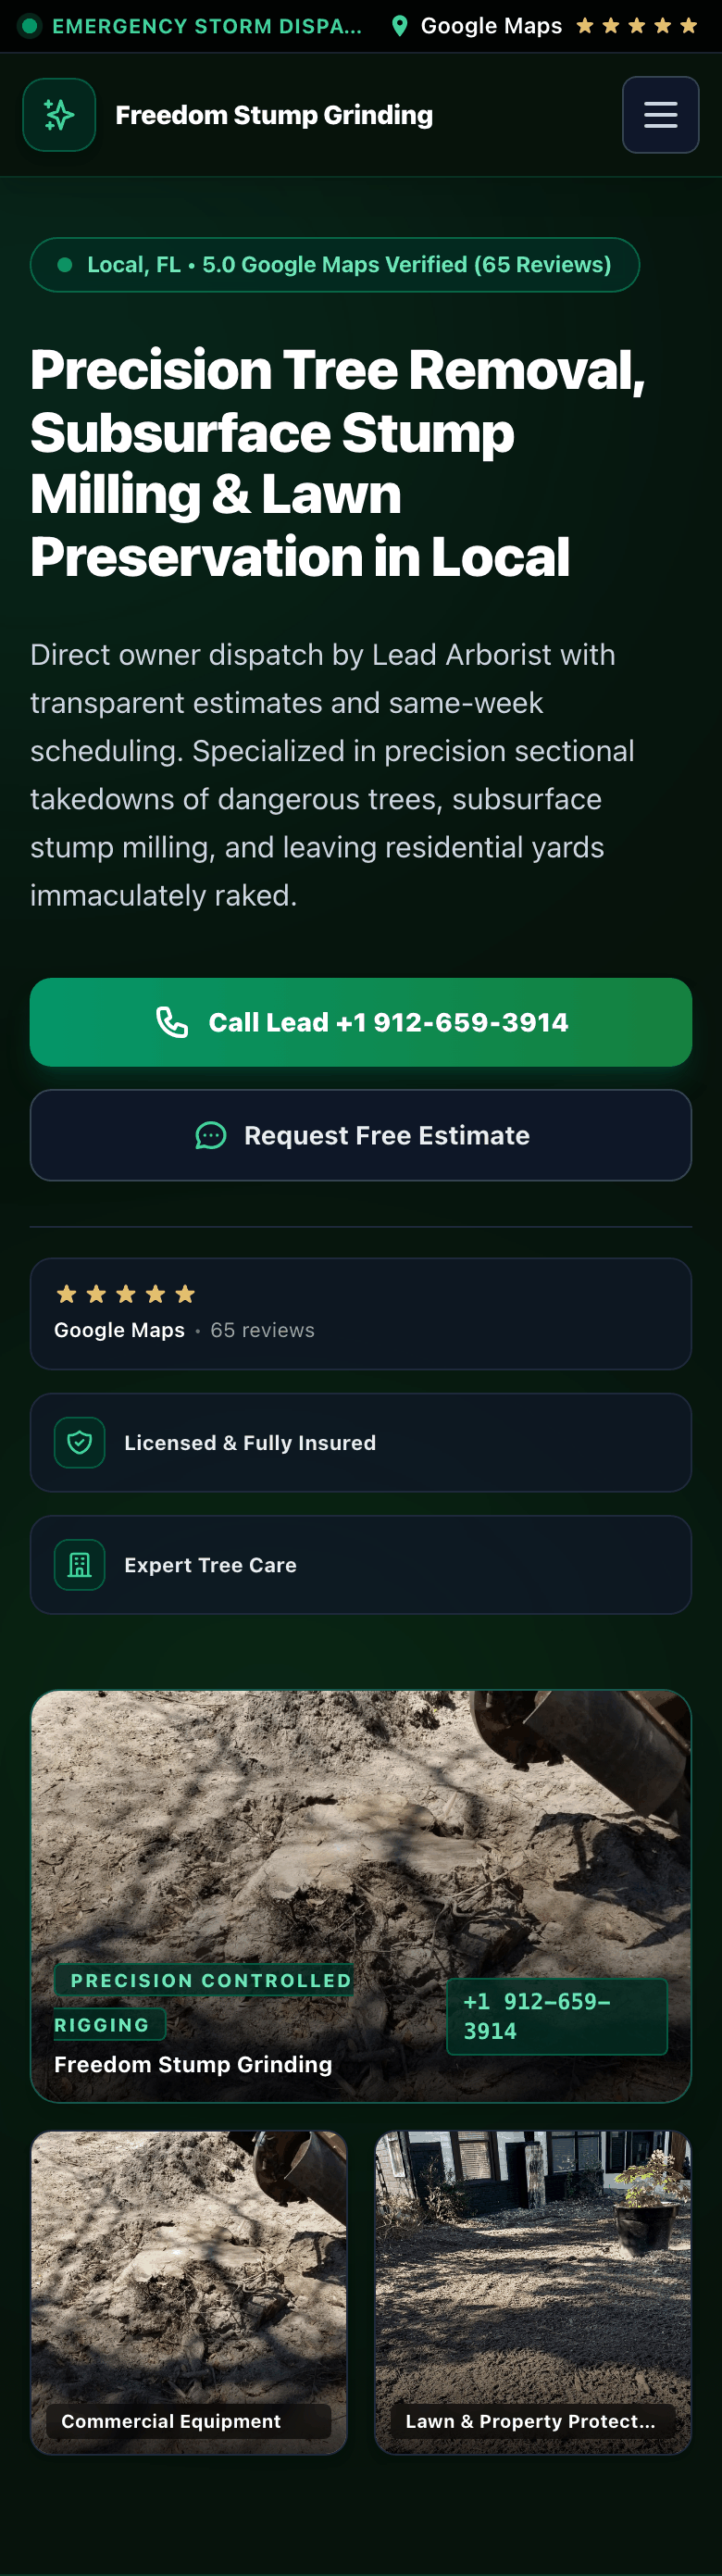 EMERGENCY STORM DISPA... Google Maps
Freedom Stump Grinding
Local, FL • 5.0 Google Maps Verified (65 Reviews)
Precision Tree Removal,
Subsurface Stump
Milling & Lawn
Preservation in Local
Direct owner dispatch by Lead Arborist with
transparent estimates and same-week
scheduling. Specialized in precision sectional
takedowns of dangerous trees, subsurface
stump milling, and leaving residential yards
immaculately raked.
Call Lead +1 912-659-3914
Request Free Estimate
Google Maps • 65 reviews
Licensed & Fully Insured
Expert Tree Care
PRECISION CONTROLLED
RIGGING
Freedom Stump Grinding
+1 912-659-
3914
Commercial Equipment
Lawn & Property Protect...